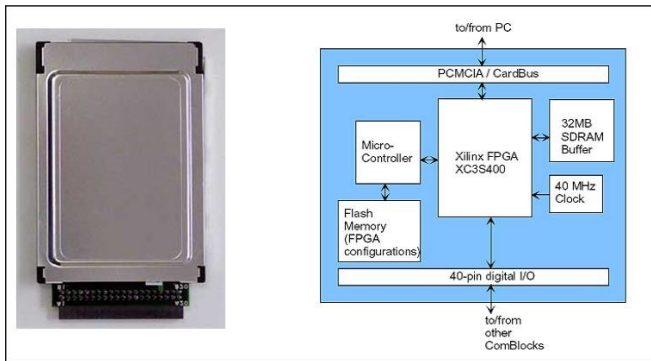 to/from PC
PCMCIA / CardBus
Micro-
Controller
Xilinx FPGA
XC3S400
32MB
SDRAM
Buffer
40 MHz
Clock
Flash
Memory
(FPGA
configurations)
40-pin digital I/O
to/from
other
ComBlocks